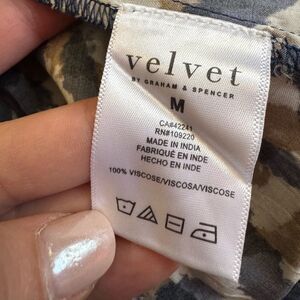 velvet
BY GRAHAM & SPENCER
M
CA#42241
RN#109220
MADE IN INDIA
FABRIQUÉ EN INDE
HECHO EN INDE
100% VISCOSE/VISCOSA/VISCOSE